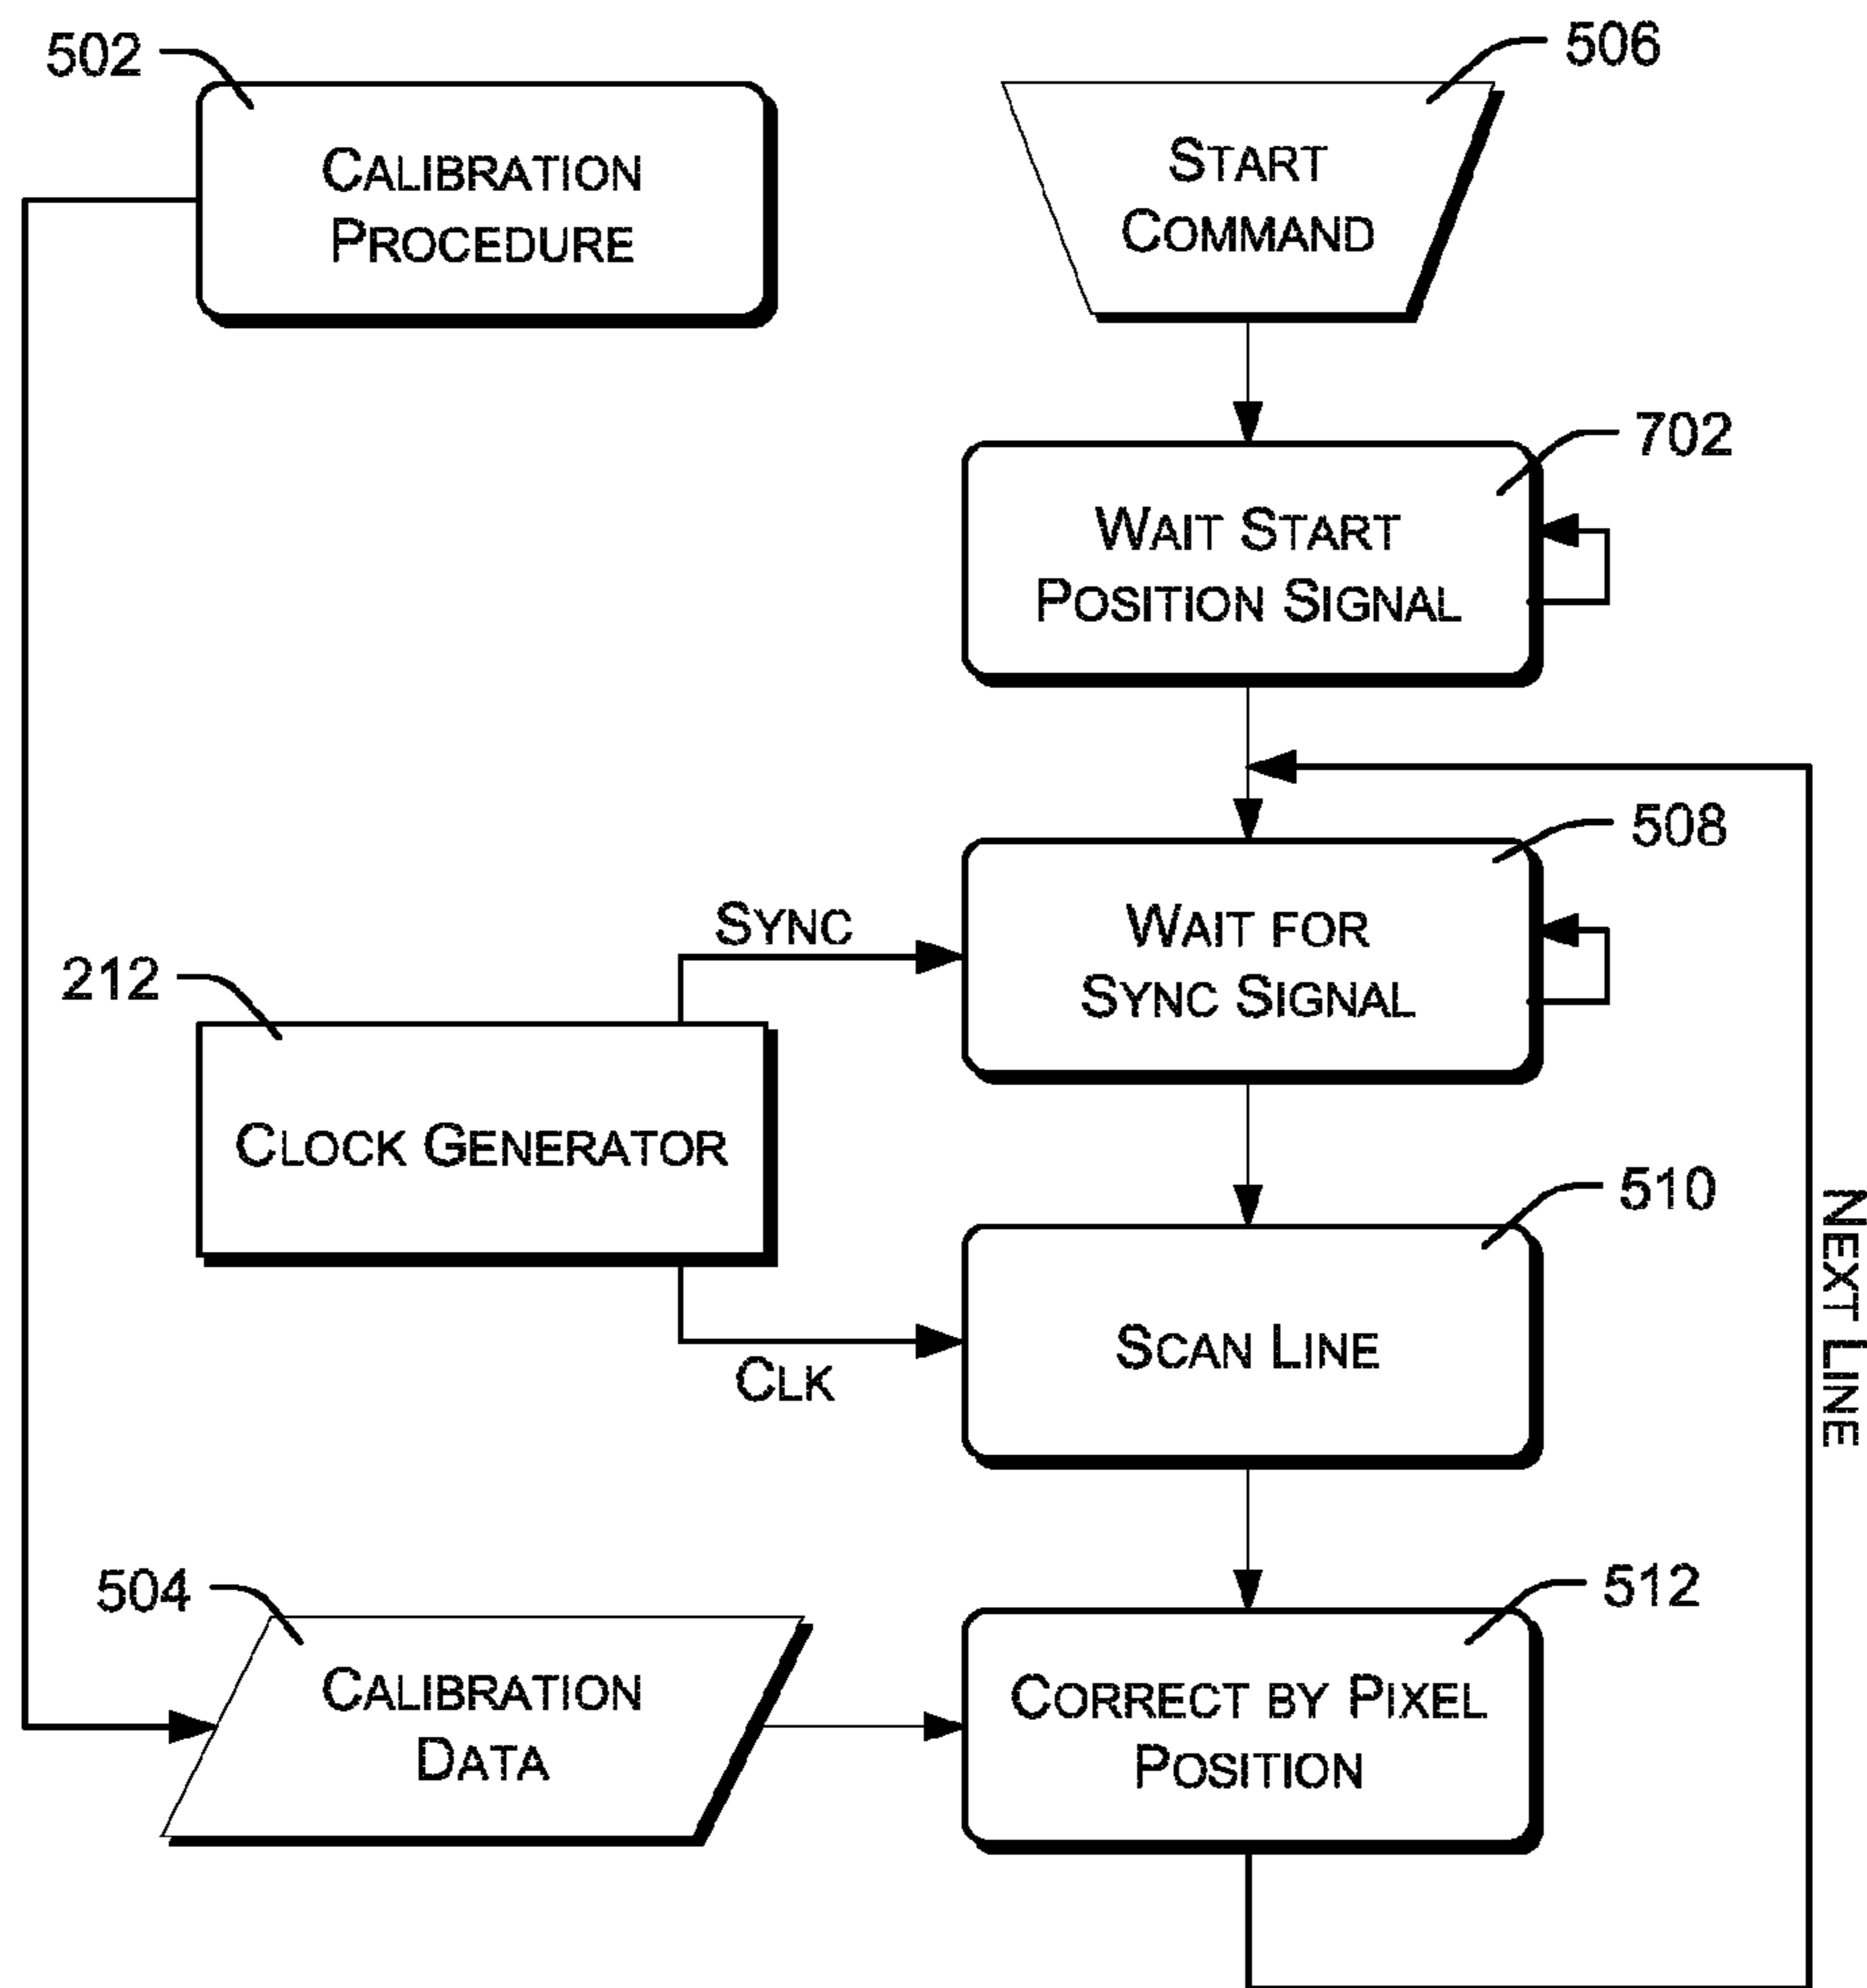 502
CALIBRATION
PROCEDURE
506
START
COMMAND
702
WAIT START
POSITION SIGNAL
508
WAIT FOR
SYNC SIGNAL
SYNC
212
CLOCK GENERATOR
CLK
510
SCAN LINE
NEXT LINE
504
CALIBRATION
DATA
512
CORRECT BY PIXEL
POSITION